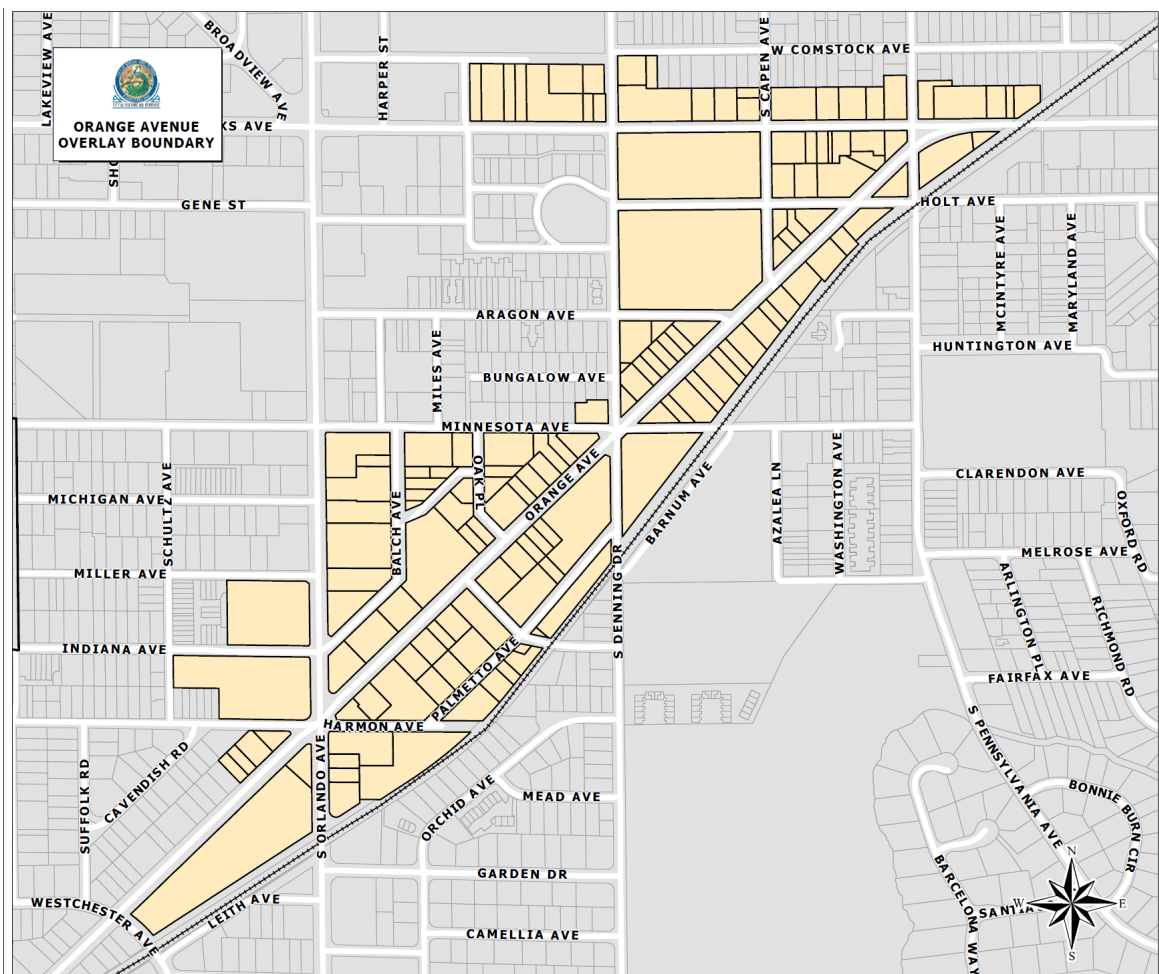 LAKEVIEW AVE
BROADVIEW AVE
HARPER ST
S CAPEN AVE
W COMSTOCK AVE
ORANGE AVENUE
OVERLAY BOUNDARY
KS AVE
SHO
GENE ST
HOLT AVE
MCINTYRE AVE
MARYLAND AVE
ARAGON AVE
MILES AVE
HUNTINGTON AVE
BUNGALOW AVE
MINNESOTA AVE
OAK PL
ORANGE AVE
SCHULTZ AVE
MICHIGAN AVE
BALCH AVE
BARNUM AVE
AZALEA LN
WASHINGTON AVE
CLARENDON AVE
OXFORD RD
MILLER AVE
S DENNING DR
MELROSE AVE
ARLINGTON PL
RICHMOND RD
INDIANA AVE
PALMETTO AVE
FAIRFAX AVE
HARMON AVE
S PENNSYLVANIA AVE
SUFFOLK RD
CAVENDISH RD
S ORLANDO AVE
ORCHID AVE
MEAD AVE
BONNIE BURN CIR
GARDEN DR
BARCELONA WAY
WESTCHESTER AVE
LEITH AVE
SANTIA
N
W
E
S
CAMELLIA AVE